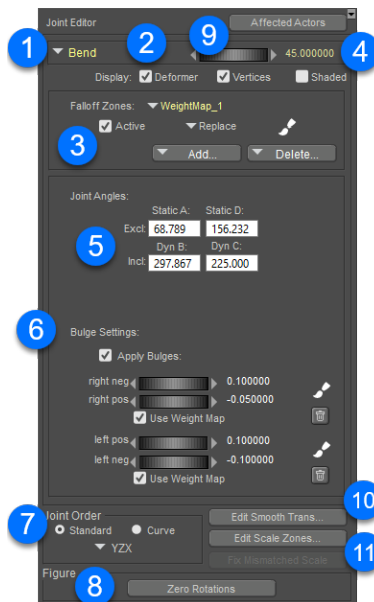 Joint Editor Affected Actors
1 Bend 2 9 45.000000 4
Display: Deformer Vertices Shaded
Falloff Zones: WeightMap_1
3 Active Replace
Add... Delete...
Joint Angles:
Static A: Static D:
5 Excl: 68.789 156.232
Dyn B: Dyn C:
Incl: 297.867 225.000
6 Bulge Settings:
Apply Bulges:
right neg 0.100000
right pos -0.050000
Use Weight Map
left pos 0.100000
left neg -0.100000
Use Weight Map
10
7 Joint Order Edit Smooth Trans...
Standard Curve Edit Scale Zones...
YZX Fix Mismatched Scale 11
Figure
8 Zero Rotations